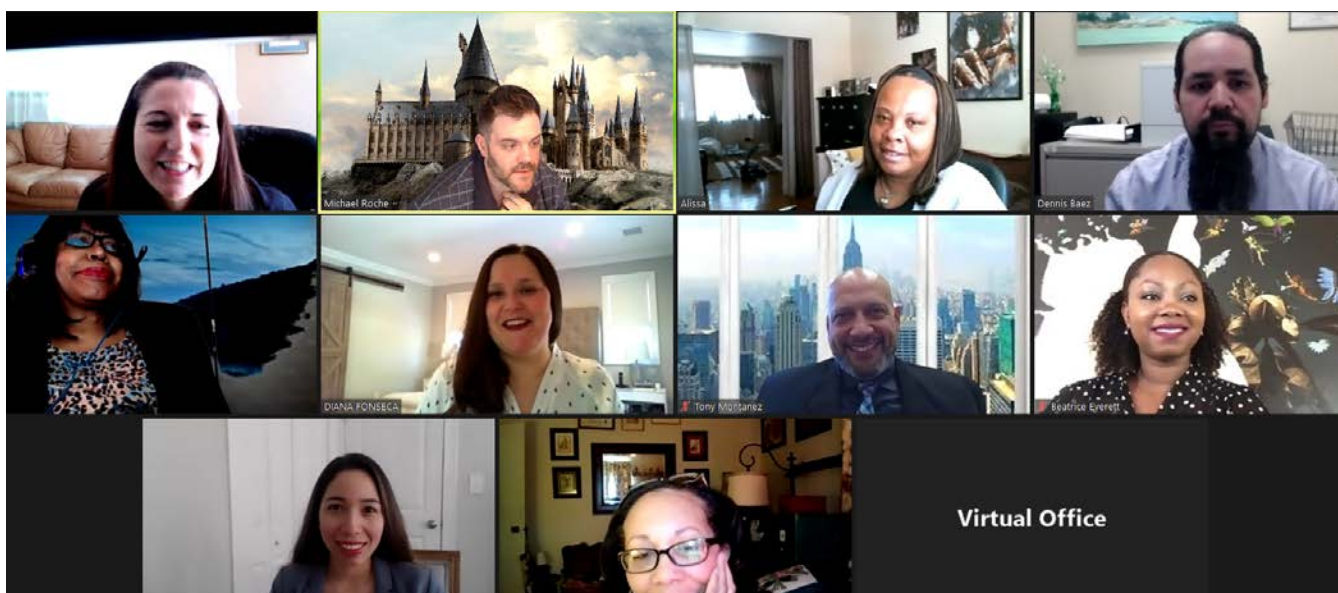 Michael Roche
Alissa
Dennis Baez
DIANA FONSECA
Tony Montanez
Beatrice Everett
Virtual Office